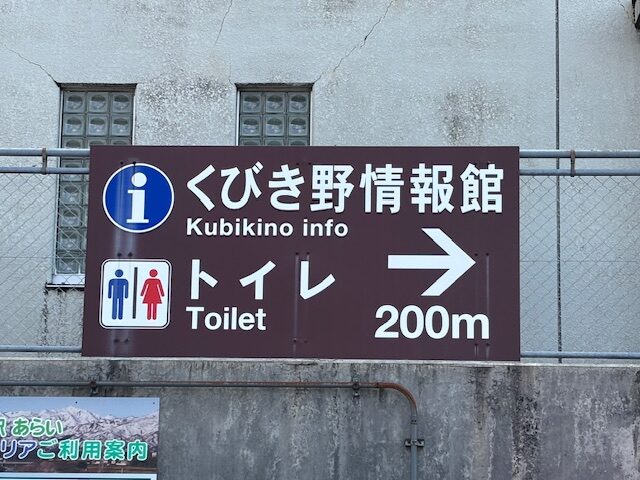 i くびき野情報館
Kubikino info
トイレ
Toilet
200m
駅 あらい
リアご利用案内